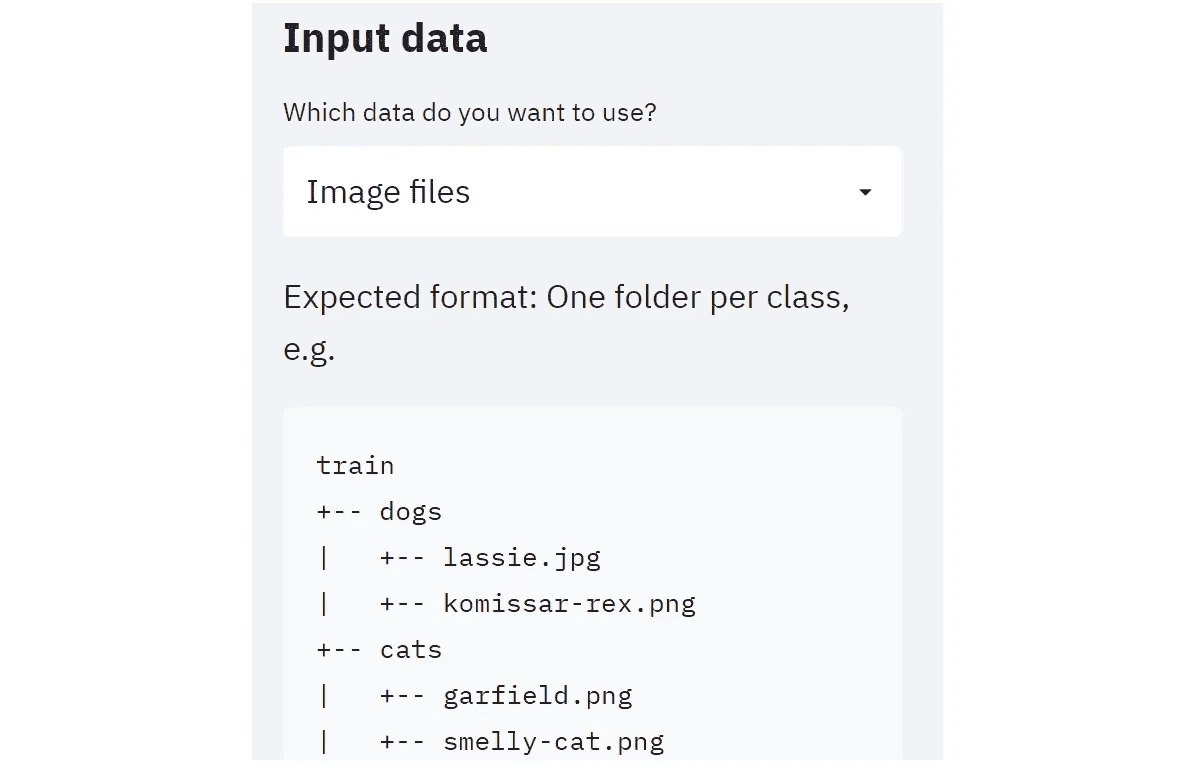 Input data
Which data do you want to use?
Image files
Expected format: One folder per class,
e.g.
train
+-- dogs
|   +-- lassie.jpg
|   +-- komissar-rex.png
+-- cats
|   +-- garfield.png
|   +-- smelly-cat.png